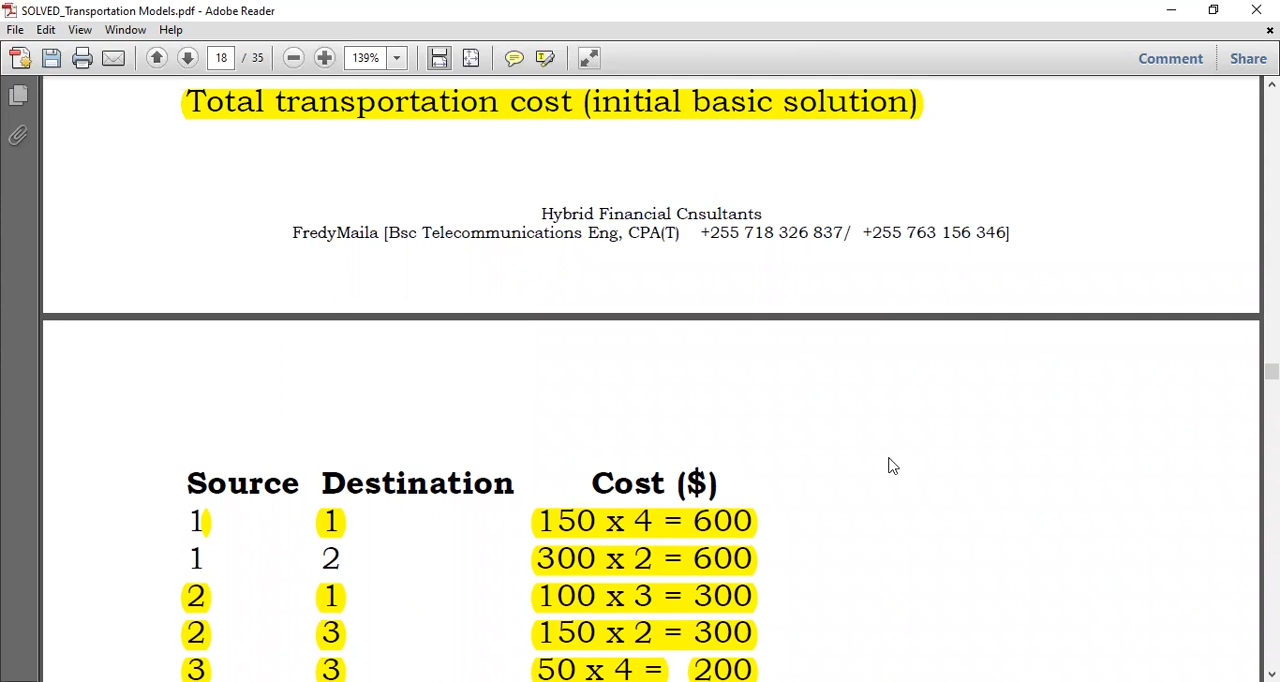 SOLVED_Transportation Models.pdf - Adobe Reader
File Edit View Window Help
18 / 35 139% Comment Share
Total transportation cost (initial basic solution)
Hybrid Financial Cnsultants
FredyMaila [Bsc Telecommunications Eng, CPA(T) +255 718 326 837/ +255 763 156 346]
Source Destination Cost ($)
1 1 150 x 4 = 600
1 2 300 x 2 = 600
2 1 100 x 3 = 300
2 3 150 x 2 = 300
3 3 50 x 4 = 200